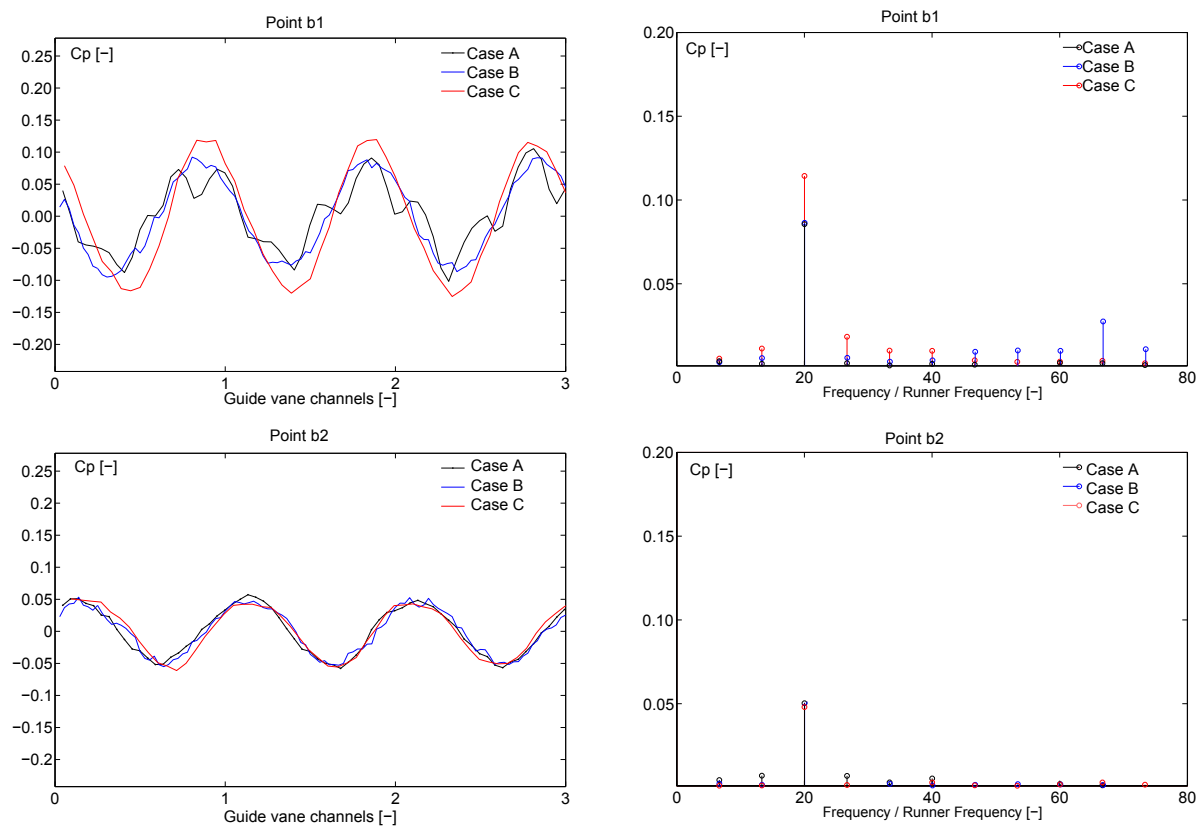 Point b1
Cp [−]
Case A
Case B
Case C
0.25
0.20
0.15
0.10
0.05
0.00
−0.05
−0.10
−0.15
−0.20
0 1 2 3
Guide vane channels [−]
Point b1
Cp [−]
Case A
Case B
Case C
0.20
0.15
0.10
0.05
0 20 40 60 80
Frequency / Runner Frequency [−]
Point b2
Cp [−]
Case A
Case B
Case C
0.25
0.2
0.15
0.1
0.05
0
−0.05
−0.1
−0.15
−0.2
0 1 2 3
Guide vane channels [−]
Point b2
Cp [−]
Case A
Case B
Case C
0.20
0.15
0.10
0.05
0 20 40 60 80
Frequency / Runner Frequency [−]